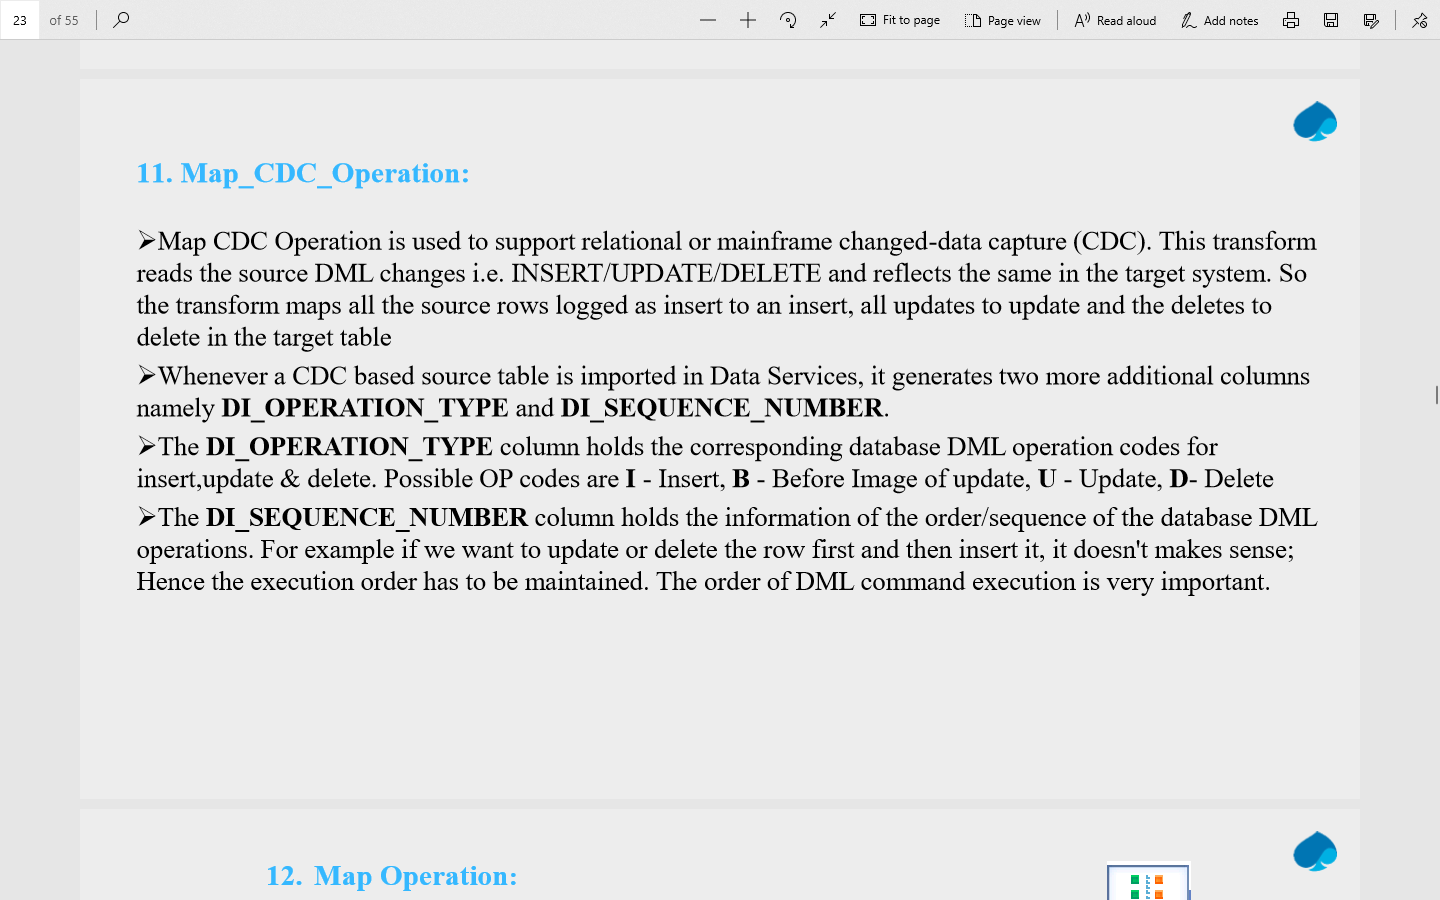 23 of 55 Fit to page Page view Read aloud Add notes
11. Map_CDC_Operation:
➢Map CDC Operation is used to support relational or mainframe changed-data capture (CDC). This transform
reads the source DML changes i.e. INSERT/UPDATE/DELETE and reflects the same in the target system. So
the transform maps all the source rows logged as insert to an insert, all updates to update and the deletes to
delete in the target table
➢Whenever a CDC based source table is imported in Data Services, it generates two more additional columns
namely DI_OPERATION_TYPE and DI_SEQUENCE_NUMBER.
➢The DI_OPERATION_TYPE column holds the corresponding database DML operation codes for
insert,update & delete. Possible OP codes are I - Insert, B - Before Image of update, U - Update, D- Delete
➢The DI_SEQUENCE_NUMBER column holds the information of the order/sequence of the database DML
operations. For example if we want to update or delete the row first and then insert it, it doesn't makes sense;
Hence the execution order has to be maintained. The order of DML command execution is very important.
12. Map Operation: